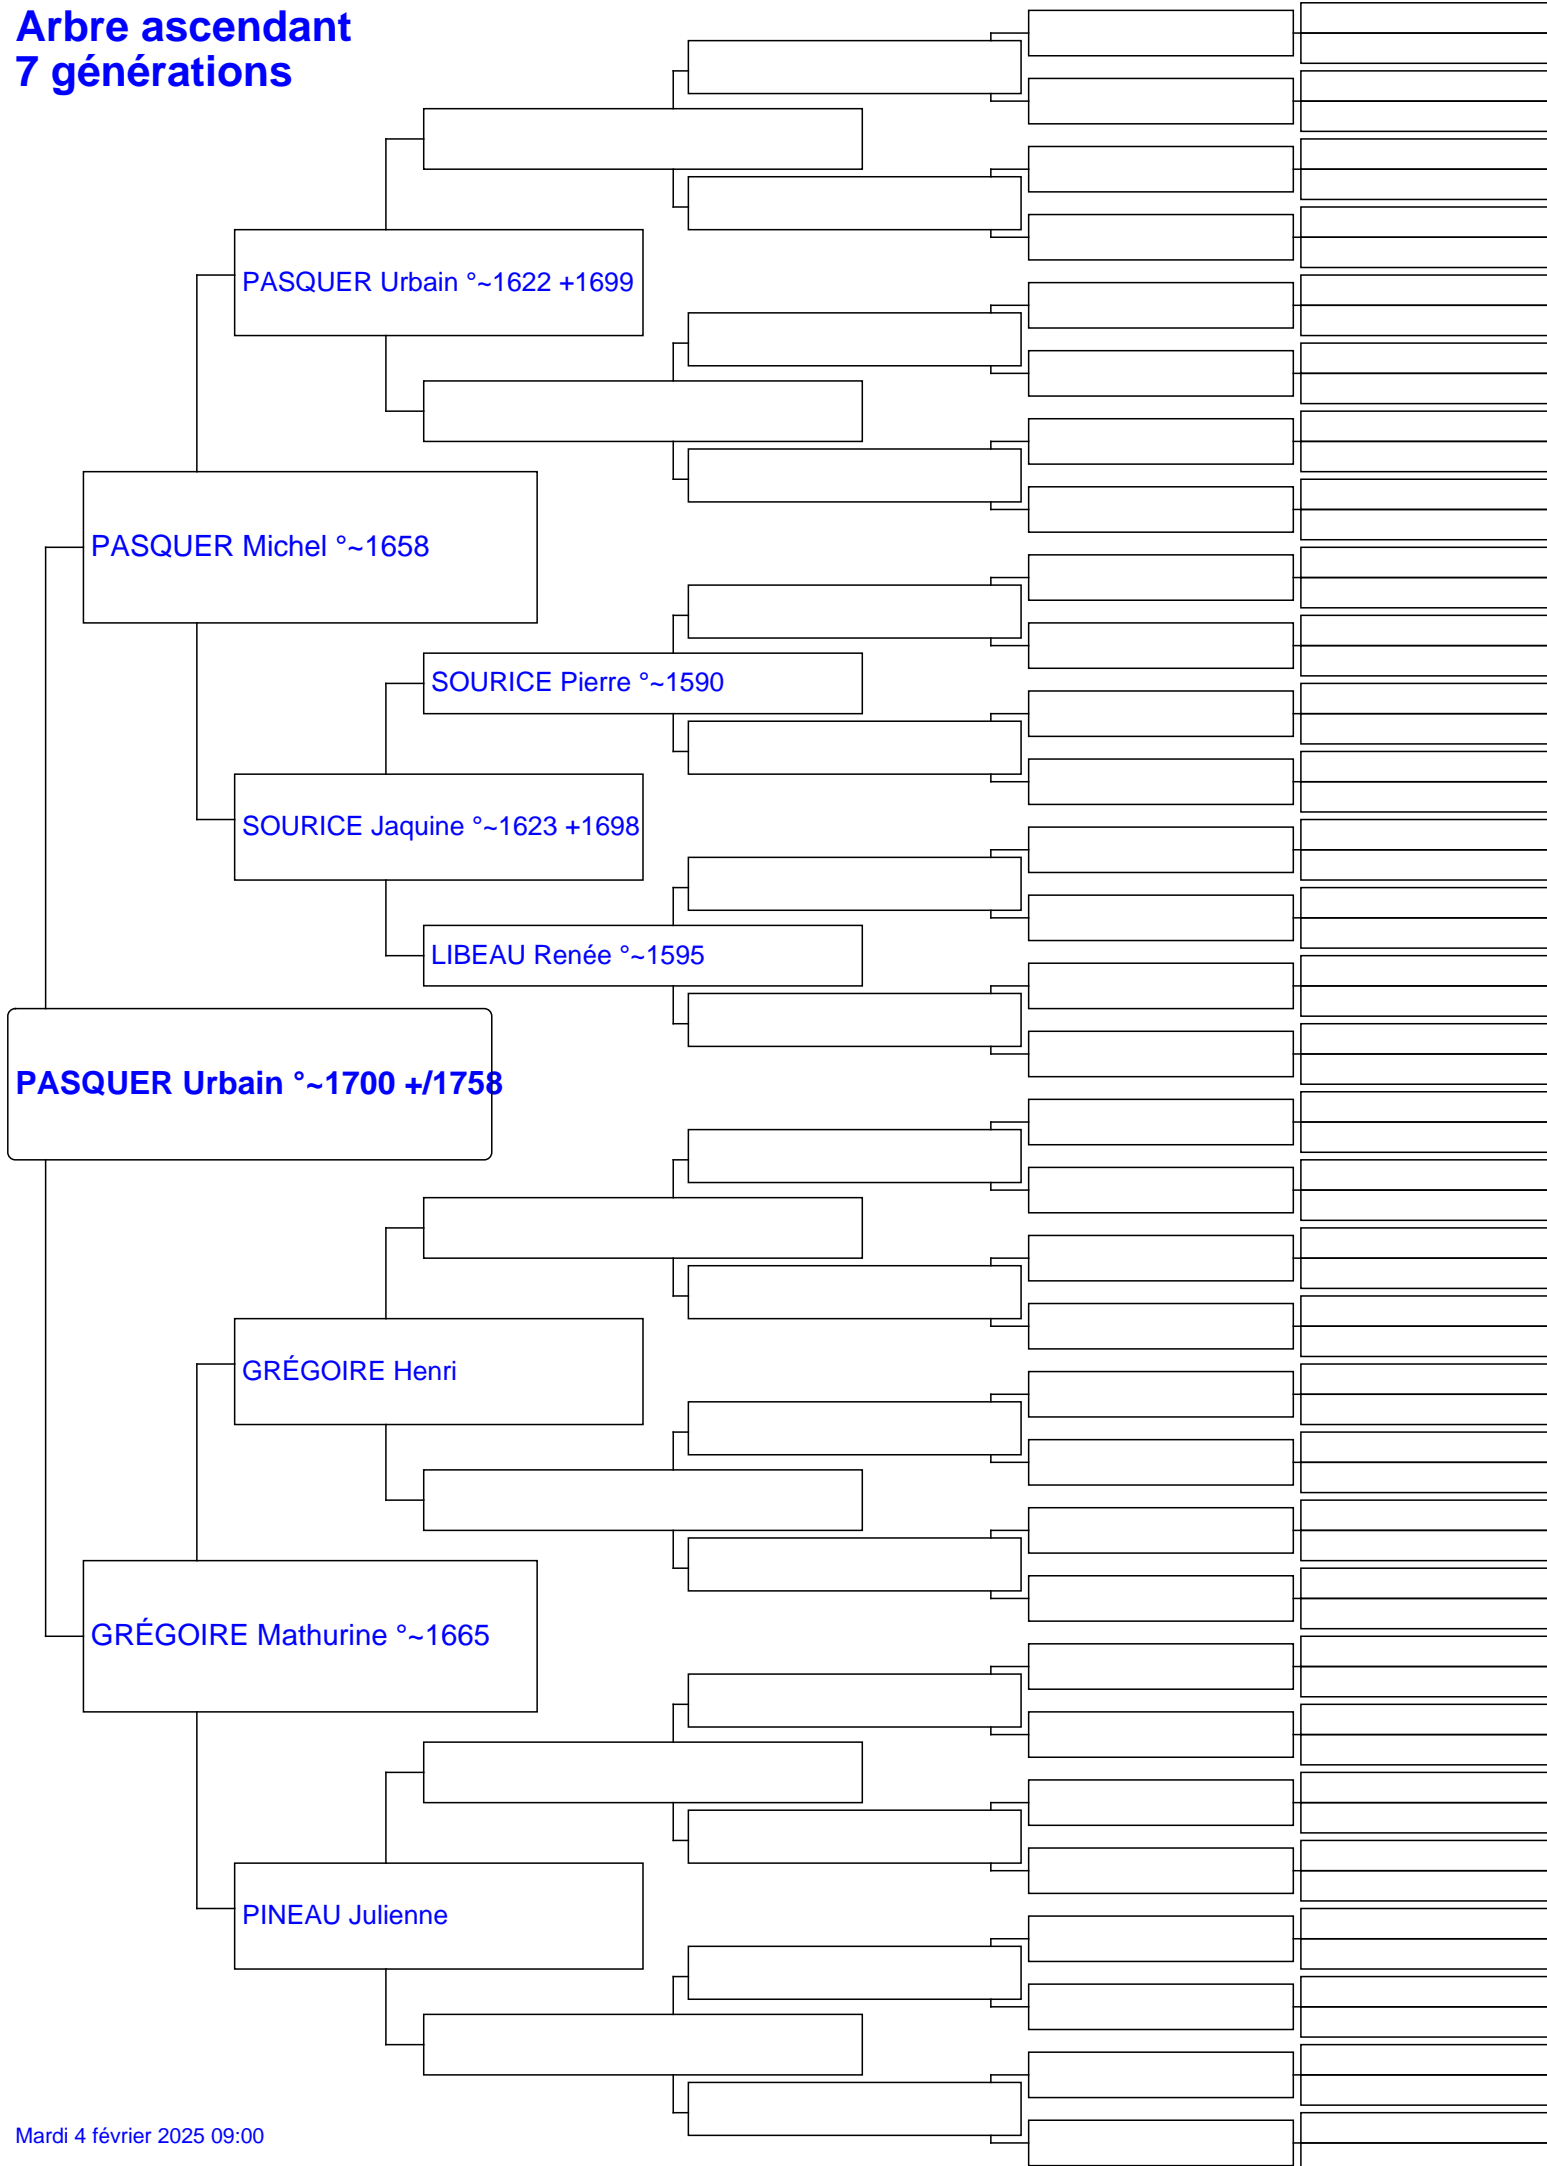 Arbre ascendant
7 générations
PASQUER Urbain °~1622 +1699
PASQUER Michel °~1658
SOURICE Pierre °~1590
SOURICE Jaquine °~1623 +1698
LIBEAU Renée °~1595
PASQUER Urbain °~1700 +/1758
GRÉGOIRE Henri
GRÉGOIRE Mathurine °~1665
PINEAU Julienne
Mardi 4 février 2025 09:00